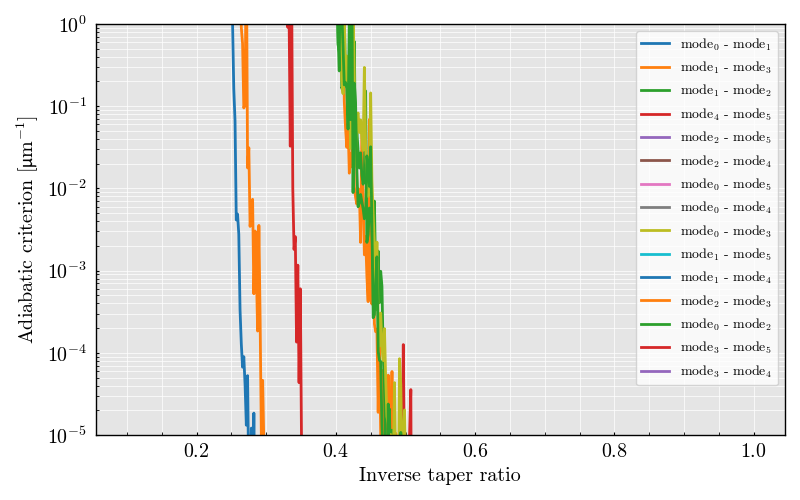 10⁰
10⁻¹
10⁻²
10⁻³
10⁻⁴
10⁻⁵
Adiabatic criterion [µm⁻¹]
0.2 0.4 0.6 0.8 1.0
Inverse taper ratio
mode₀ - mode₁
mode₁ - mode₃
mode₁ - mode₂
mode₄ - mode₅
mode₂ - mode₅
mode₂ - mode₄
mode₀ - mode₅
mode₀ - mode₄
mode₀ - mode₃
mode₁ - mode₅
mode₁ - mode₄
mode₂ - mode₃
mode₀ - mode₂
mode₃ - mode₅
mode₃ - mode₄